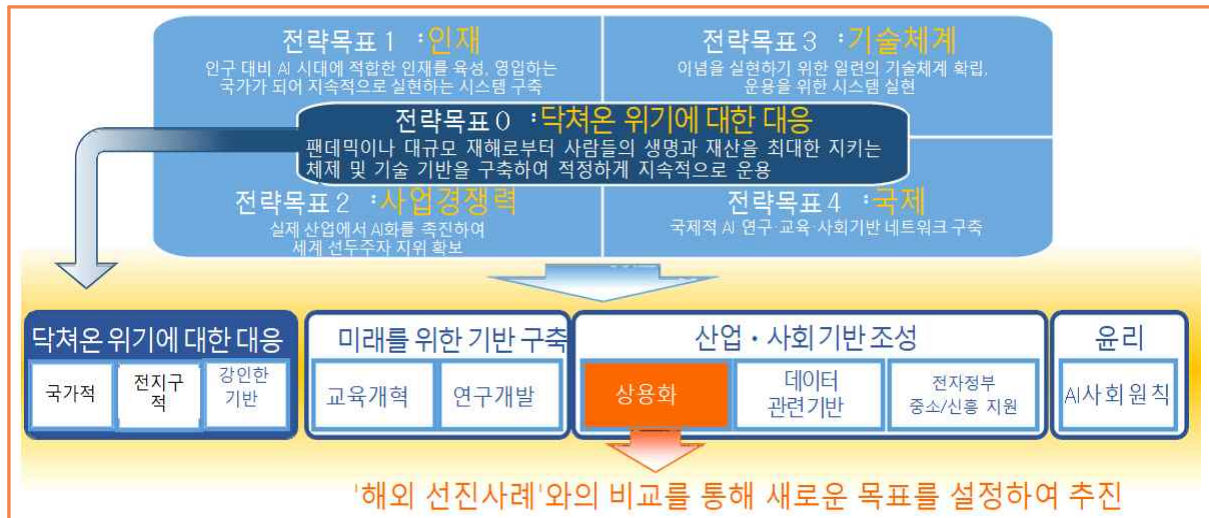 전략목표 1 : 인재
인구 대비 AI 시대에 적합한 인재를 육성, 영입하는
국가가 되어 지속적으로 실현하는 시스템 구축
전략목표 3 : 기술체계
이념을 실현하기 위한 일련의 기술체계 확립,
운용을 위한 시스템 실현
전략목표 0 : 닥쳐온 위기에 대한 대응
팬데믹이나 대규모 재해로부터 사람들의 생명과 재산을 최대한 지키는
체제 및 기술 기반을 구축하여 적정하게 지속적으로 운용
전략목표 2 : 사업경쟁력
실제 산업에서 AI화를 촉진하여
세계 선두주자 지위 확보
전략목표 4 : 국제
국제적 AI 연구·교육·사회기반 네트워크 구축
닥쳐온 위기에 대한 대응
국가적
전지구
적
강인한
기반
미래를 위한 기반 구축
교육개혁
연구개발
산업・사회기반 조성
상용화
데이터
관련기반
전자정부
중소/신흥 지원
윤리
AI사회원칙
'해외 선진사례'와의 비교를 통해 새로운 목표를 설정하여 추진